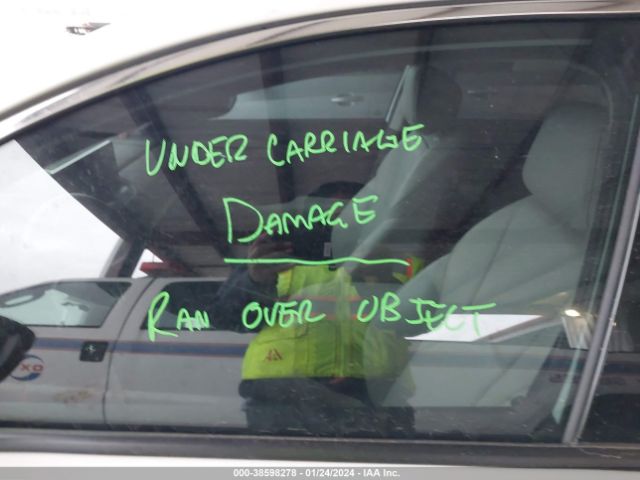 UNDER CARRIAGE
DAMAGE
RAN OVER OBJECT
000-38598278 - 01/24/2024 - IAA Inc.